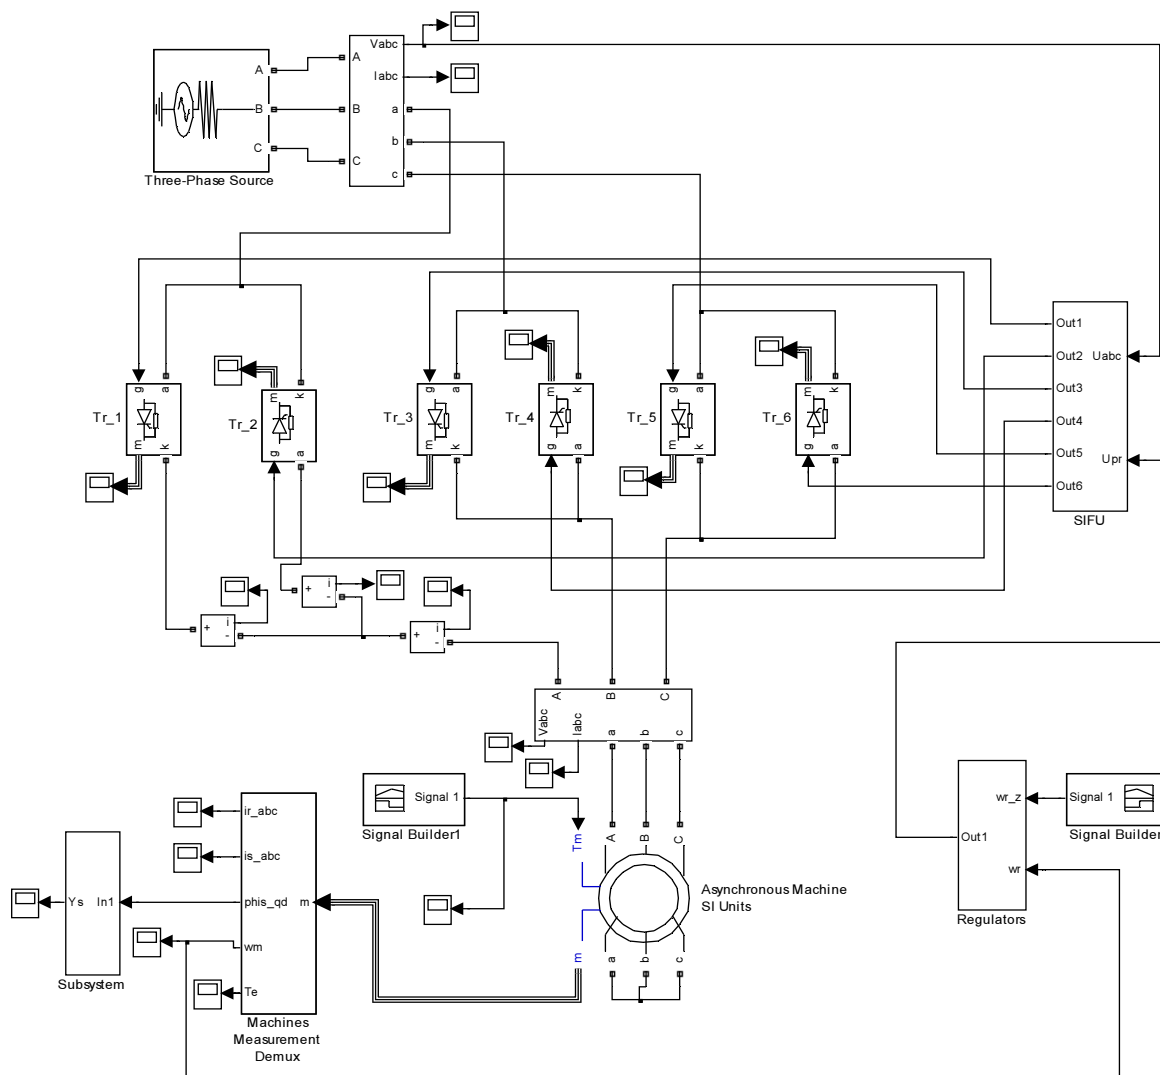 Vabc
A
A
Iabc
B
B
a
b
C
C
c
Three-Phase Source
Out1
Out2
Uabc
Out3
Out4
Out5
Upr
Out6
SIFU
g
a
m
k
Tr_1
m
k
g
a
Tr_2
g
a
m
k
Tr_3
m
k
g
a
Tr_4
g
a
m
k
Tr_5
m
k
g
a
Tr_6
+
i
-
+
i
-
+
i
-
A
B
C
Vabc
Iabc
a
b
c
Signal 1
Signal Builder1
wr_z
Out1
wr
Regulators
Signal 1
Signal Builder
ir_abc
is_abc
phis_qd
m
wm
Te
Machines
Measurement
Demux
Ys
In1
Subsystem
Tm
A
B
C
Asynchronous Machine
SI Units
m
a
b
c